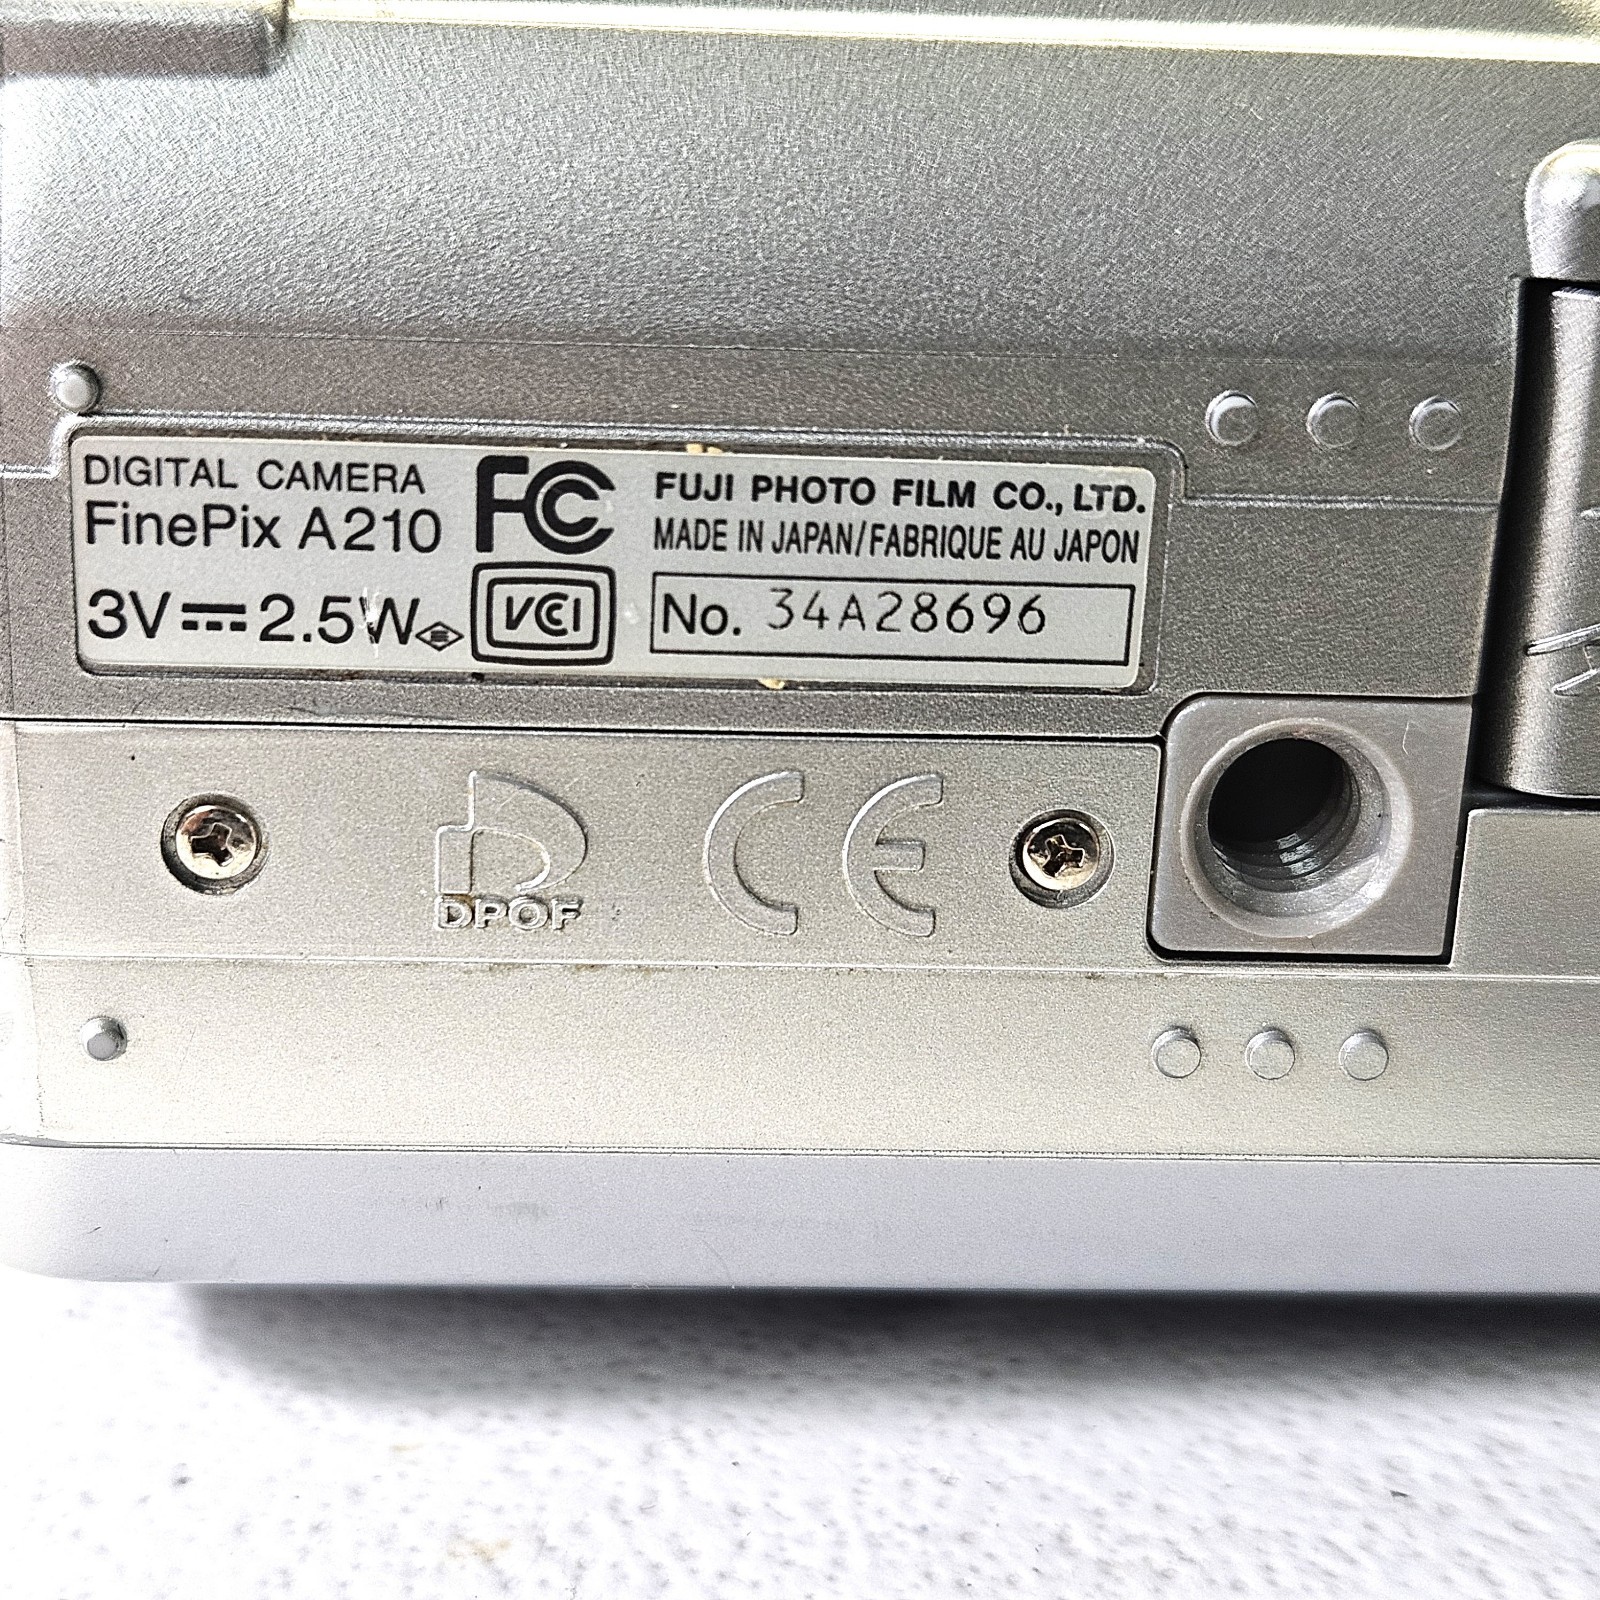 DIGITAL CAMERA
FinePix A210
3V⎓2.5W
FC
VCCI
FUJI PHOTO FILM CO., LTD.
MADE IN JAPAN/FABRIQUE AU JAPON
No. 34A28696
DPOF
CE